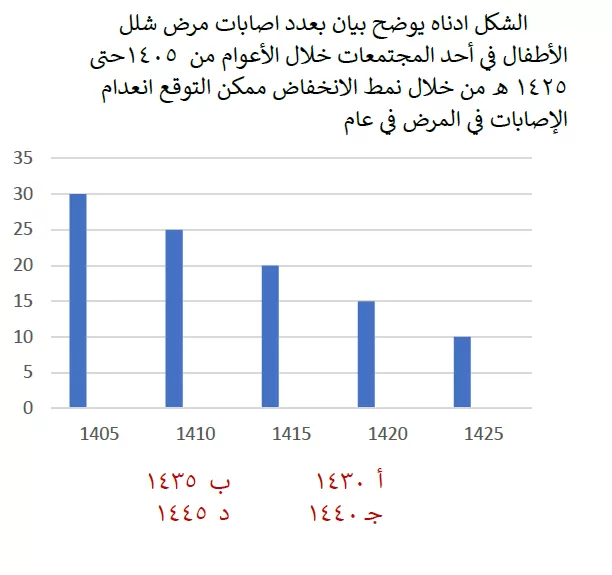 الشكل ادناه يوضح بيان بعدد اصابات مرض شلل
الأطفال في أحد المجتمعات خلال الأعوام من ١٤٠٥حتى
١٤٢٥ ه من خلال نمط الانخفاض ممكن التوقع انعدام
الإصابات في المرض في عام
35
30
25
20
15
10
5
0
1405 1410 1415 1420 1425
أ ١٤٣٠ ب ١٤٣٥
جـ ١٤٤٠ د ١٤٤٥